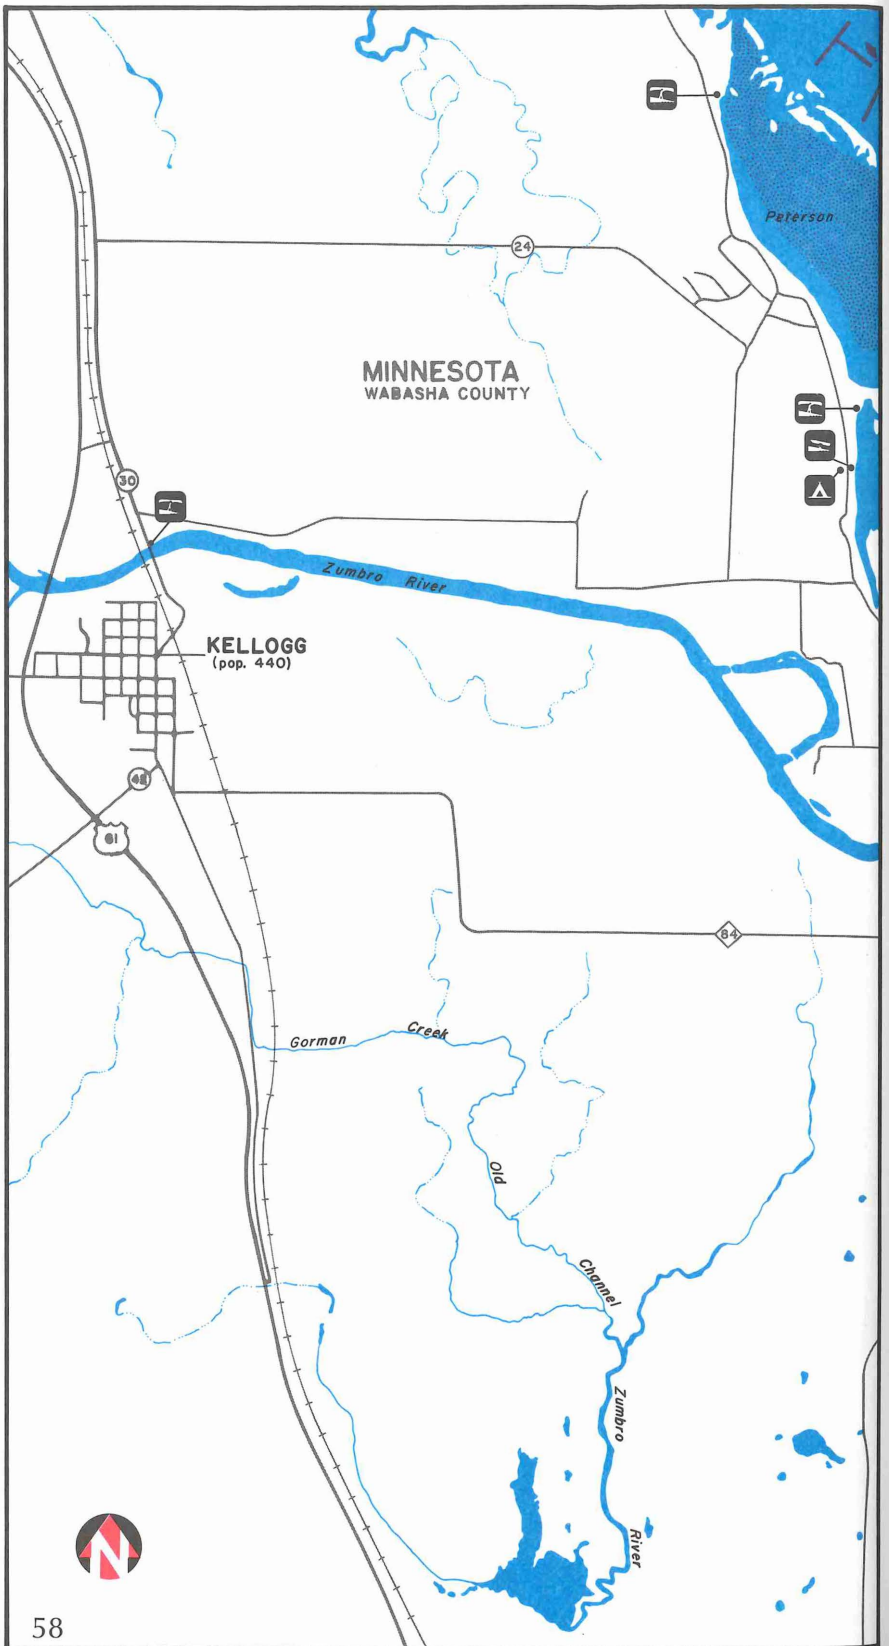 Peterson
24
MINNESOTA
WABASHA COUNTY
30
Zumbro River
KELLOGG
(pop. 440)
42
61
84
Gorman Creek
Old Channel Zumbro River
N
58